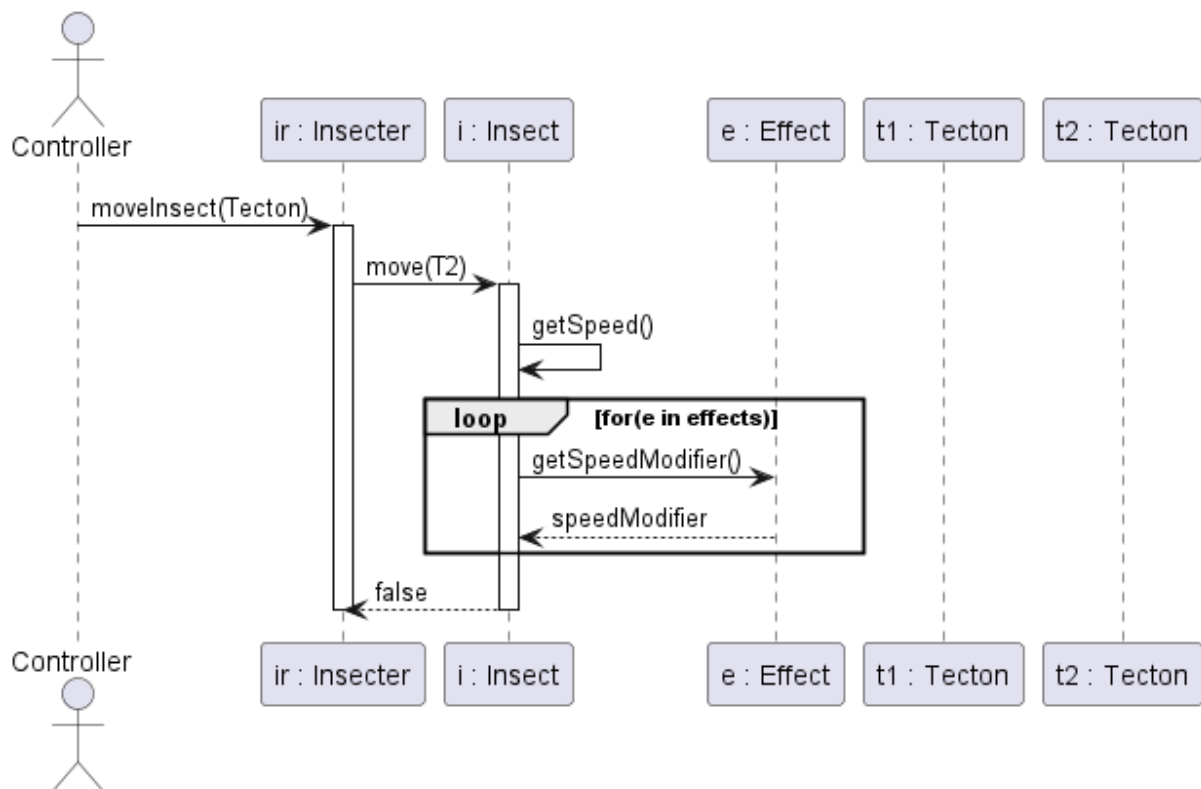 Controller
ir : Insecter
i : Insect
e : Effect
t1 : Tecton
t2 : Tecton
moveInsect(Tecton)
move(T2)
getSpeed()
loop
[for(e in effects)]
getSpeedModifier()
speedModifier
false
Controller
ir : Insecter
i : Insect
e : Effect
t1 : Tecton
t2 : Tecton